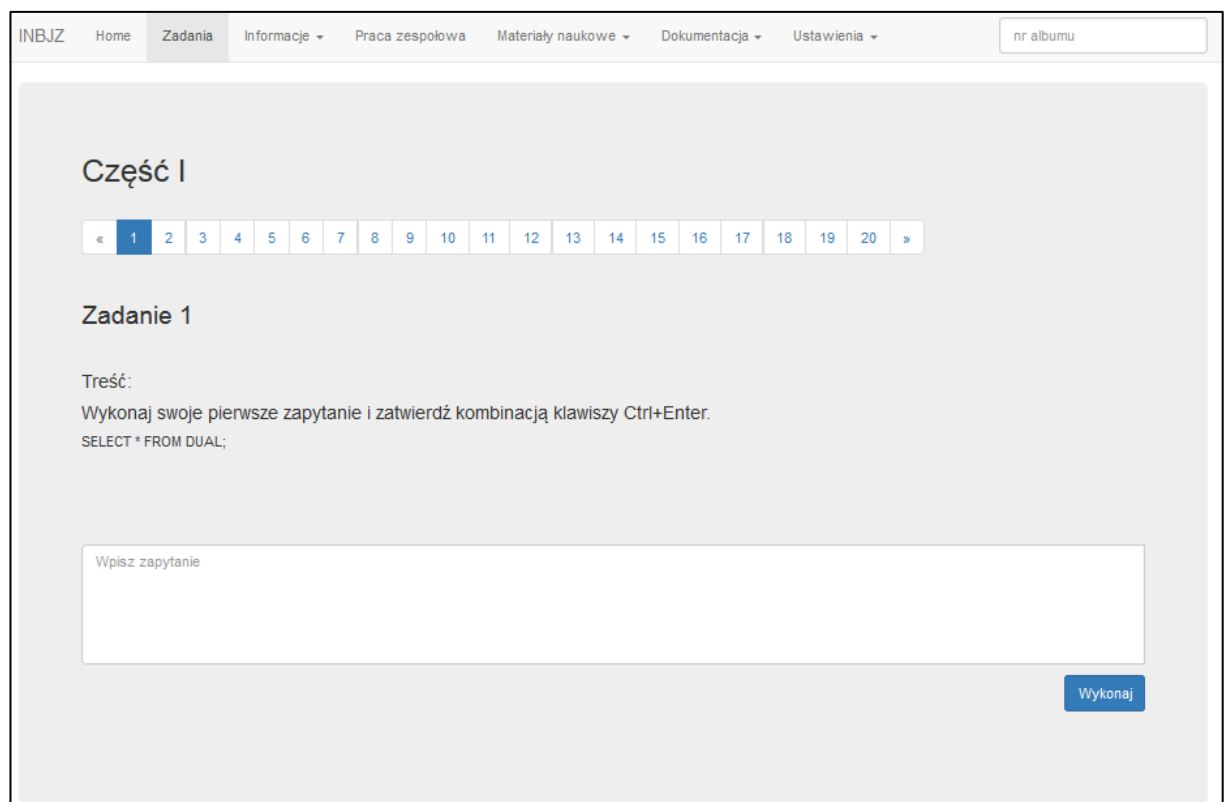 INBJZ Home Zadania Informacje Praca zespołowa Materiały naukowe Dokumentacja Ustawienia nr albumu
Część I
« 1 2 3 4 5 6 7 8 9 10 11 12 13 14 15 16 17 18 19 20 »
Zadanie 1
Treść:
Wykonaj swoje pierwsze zapytanie i zatwierdź kombinacją klawiszy Ctrl+Enter.
SELECT * FROM DUAL;
Wpisz zapytanie
Wykonaj